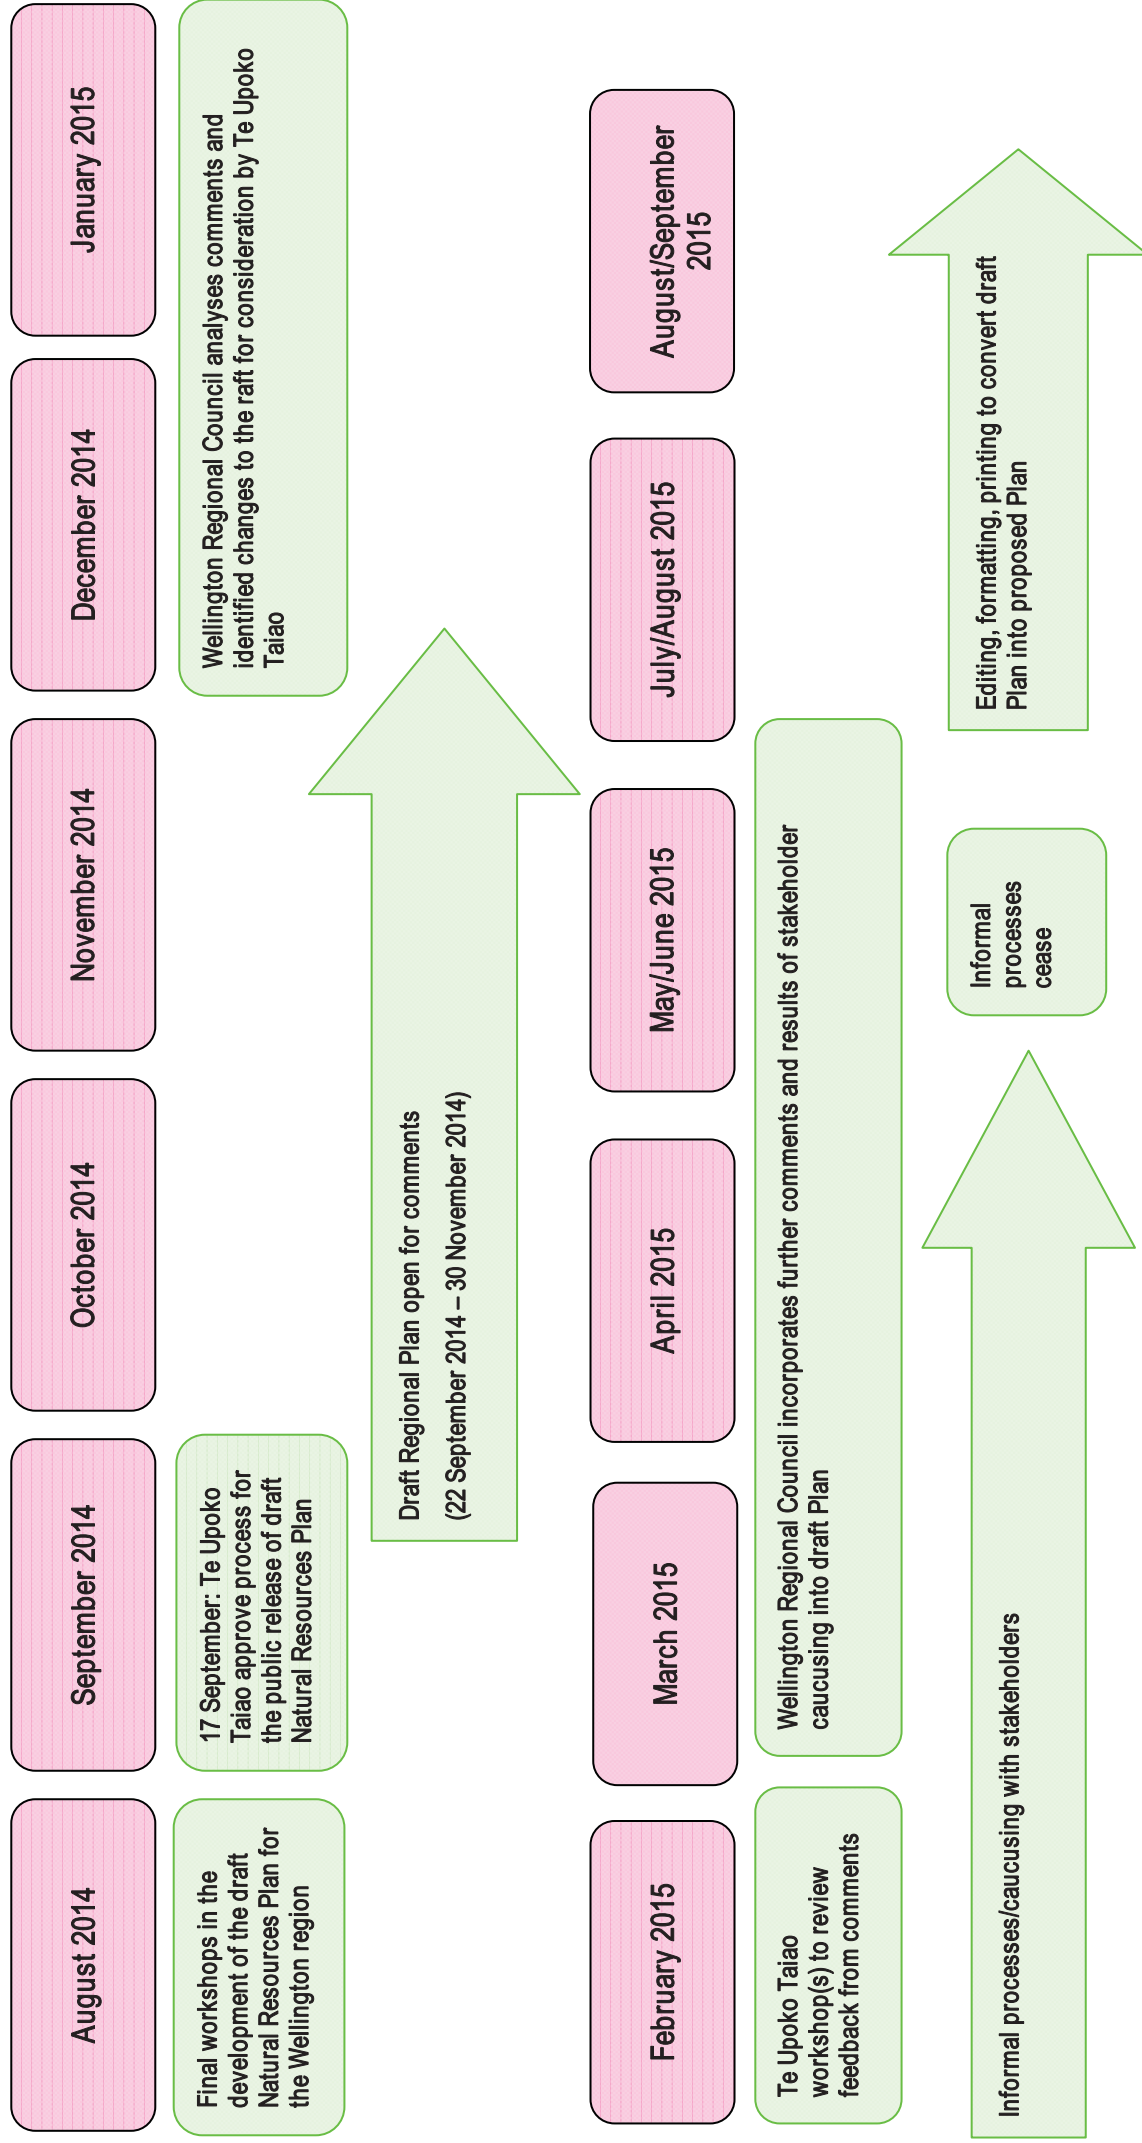 August 2014
September 2014
October 2014
November 2014
December 2014
January 2015
Final workshops in the
development of the draft
Natural Resources Plan for
the Wellington region
17 September: Te Upoko
Taiao approve process for
the public release of draft
Natural Resources Plan
Wellington Regional Council analyses comments and
identified changes to the raft for consideration by Te Upoko
Taiao
Draft Regional Plan open for comments
(22 September 2014 – 30 November 2014)
February 2015
March 2015
April 2015
May/June 2015
July/August 2015
August/September
2015
Te Upoko Taiao
workshop(s) to review
feedback from comments
Wellington Regional Council incorporates further comments and results of stakeholder
caucusing into draft Plan
Informal processes/caucusing with stakeholders
Informal
processes
cease
Editing, formatting, printing to convert draft
Plan into proposed Plan